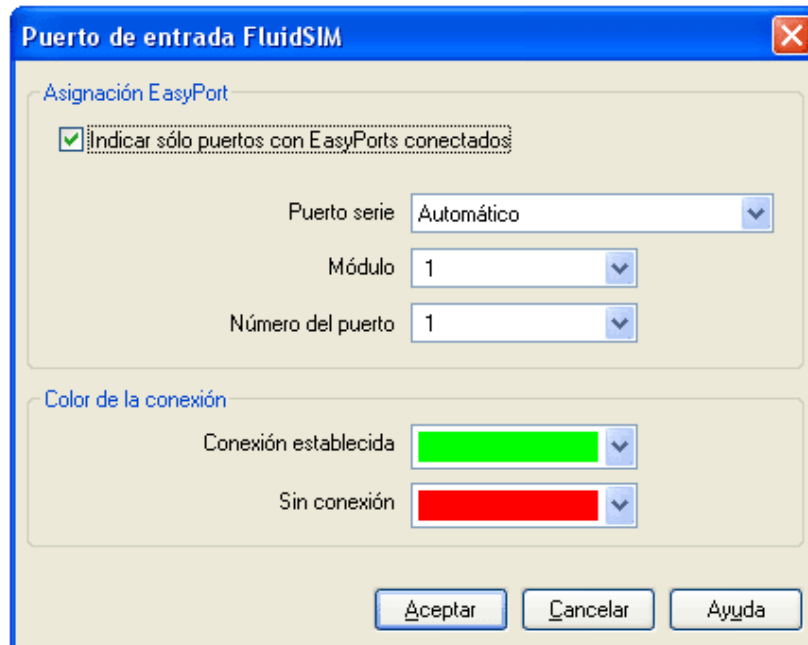 Puerto de entrada FluidSIM
Asignación EasyPort
Indicar sólo puertos con EasyPorts conectados
Puerto serie Automático
Módulo 1
Número del puerto 1
Color de la conexión
Conexión establecida
Sin conexión
Aceptar Cancelar Ayuda